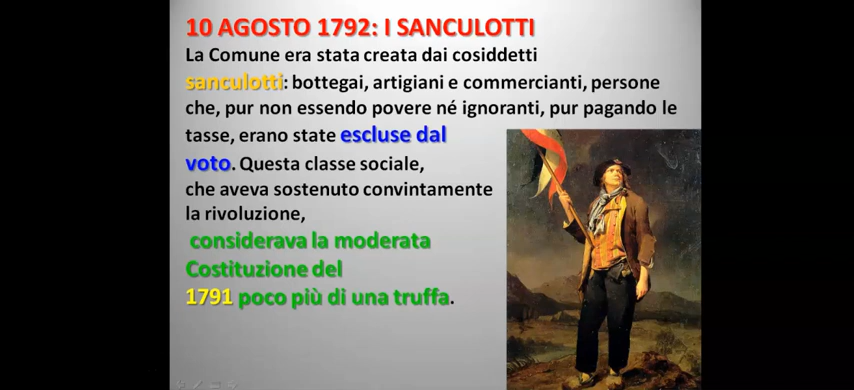 10 AGOSTO 1792: I SANCULOTTI
La Comune era stata creata dai cosiddetti
sanculotti: bottegai, artigiani e commercianti, persone
che, pur non essendo povere né ignoranti, pur pagando le
tasse, erano state escluse dal
voto. Questa classe sociale,
che aveva sostenuto convintamente
la rivoluzione,
considerava la moderata
Costituzione del
1791 poco più di una truffa.